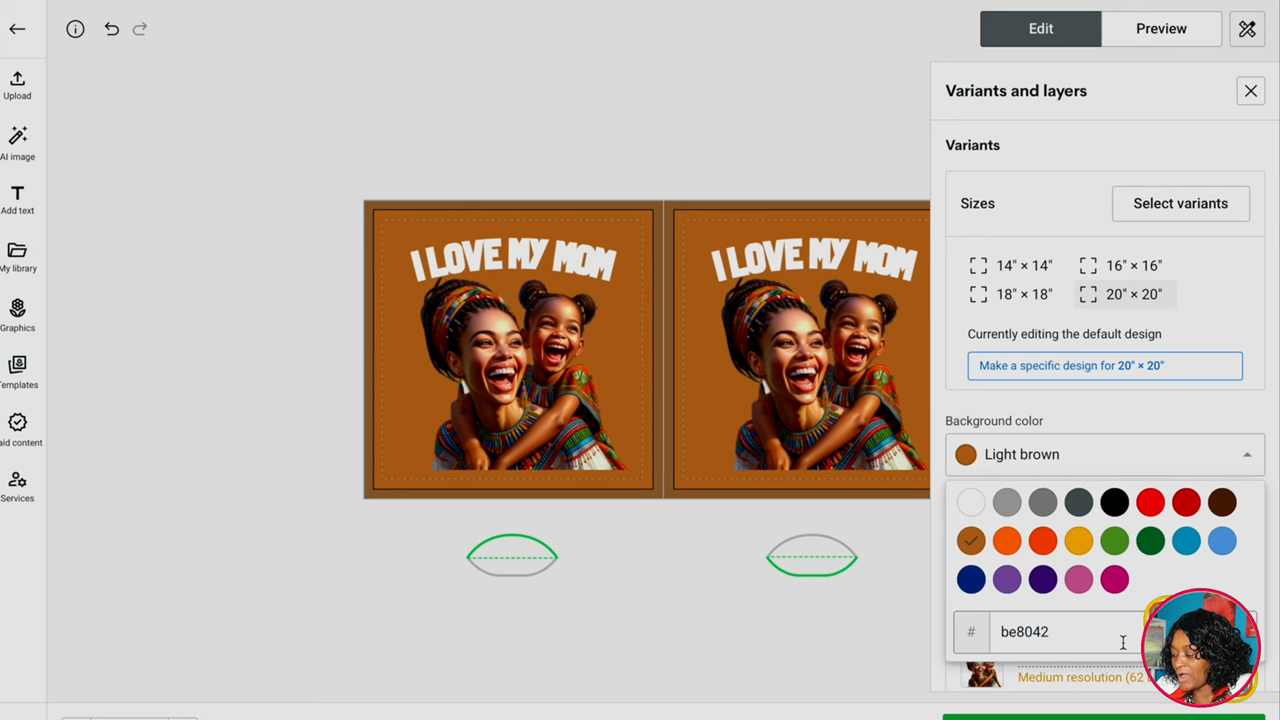 Edit
Preview
Variants and layers
Upload
Variants
AI image
Sizes
Select variants
Add text
I LOVE MY MOM
I LOVE MY MOM
My library
14" × 14"
16" × 16"
18" × 18"
20" × 20"
Graphics
Currently editing the default design
Make a specific design for 20" × 20"
Templates
Background color
aid content
Light brown
Services
#
be8042
Medium resolution (62